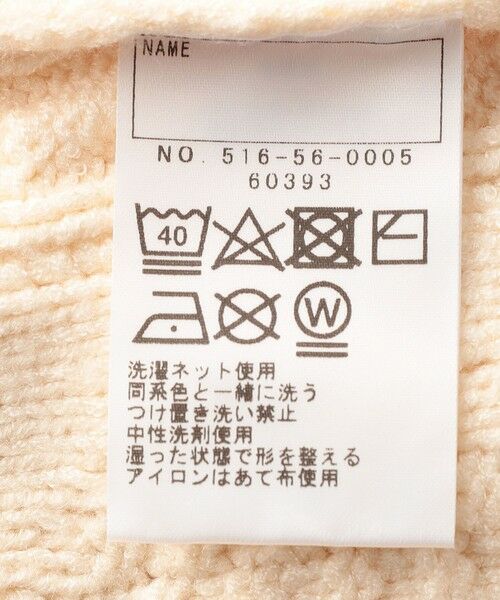 NAME
NO. 516-56-0005
60393
40
W
洗濯ネット使用
同系色と一緒に洗う
つけ置き洗い禁止
中性洗剤使用
湿った状態で形を整える
アイロンはあて布使用